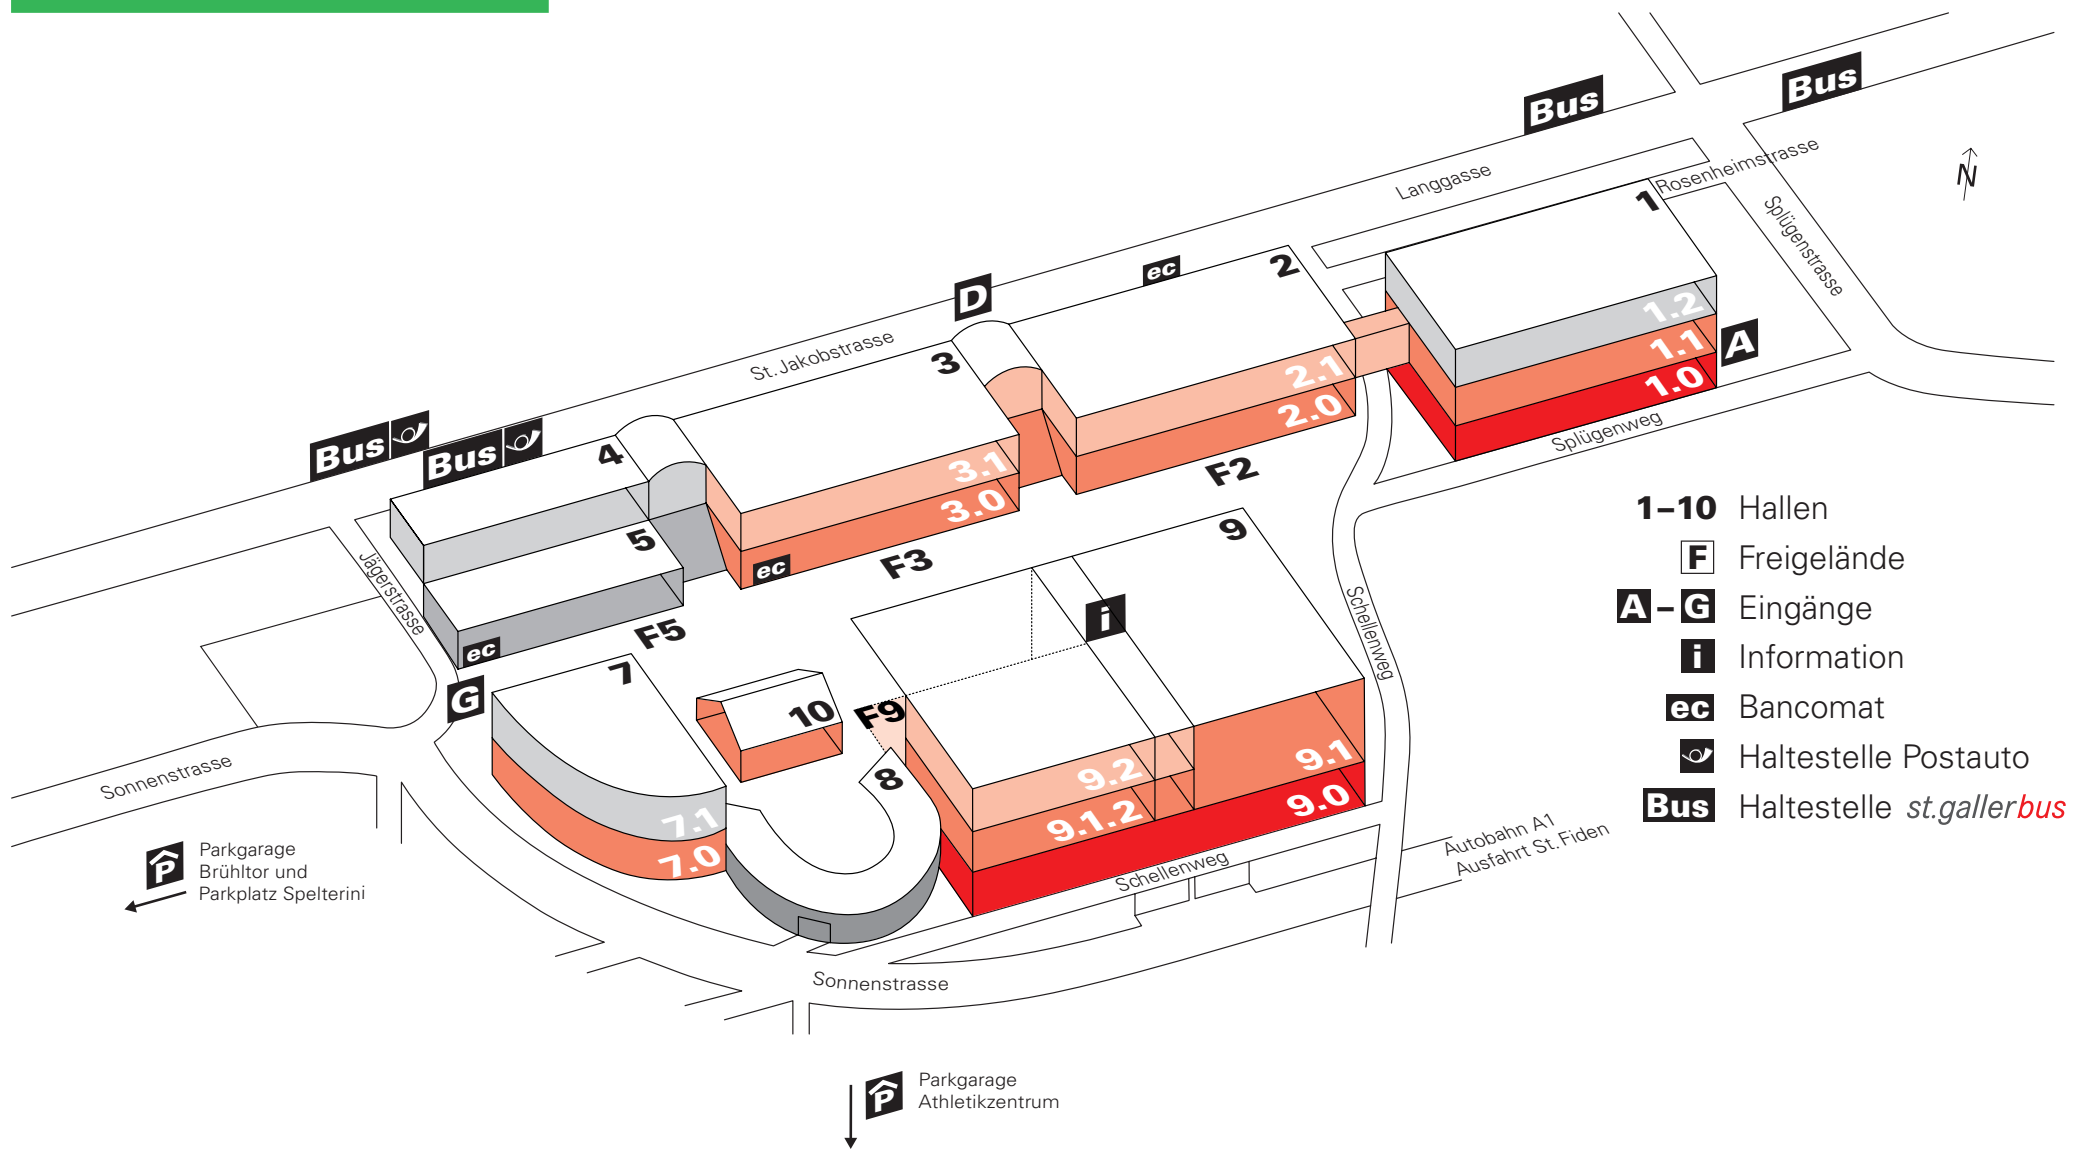 Bus
Bus
Langgasse
Rosenheimstrasse
Splügenstrasse
N
1
1.2
1.1
1.0
A
Splügenweg
2
ec
D
2.1
2.0
F2
St. Jakobstrasse
3
3.1
3.0
ec
F3
Bus
Bus
4
5
ec
F5
Jägerstrasse
G
7
7.1
7.0
10
F9
8
9
i
9.2
9.1
9.1.2
9.0
Schellenweg
Schellenweg
Sonnenstrasse
Sonnenstrasse
Autobahn A1
Ausfahrt St. Fiden
P
Parkgarage
Brühltor und
Parkplatz Spelterini
P
Parkgarage
Athletikzentrum
1–10 Hallen
F Freigelände
A – G Eingänge
i Information
ec Bancomat
Haltestelle Postauto
Bus Haltestelle st.gallerbus